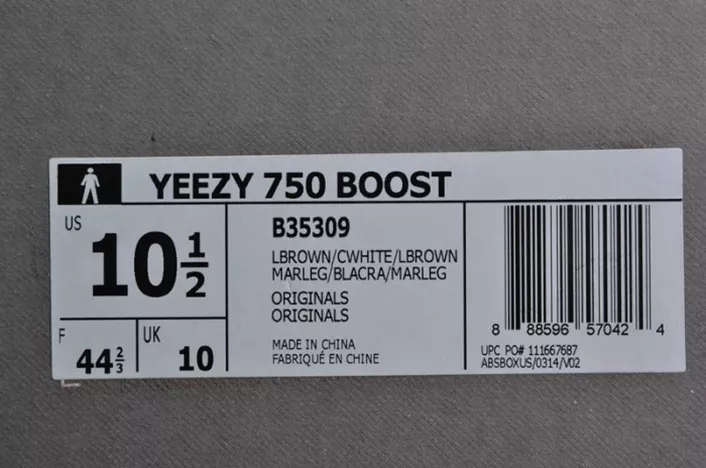 YEEZY 750 BOOST
US
10 1/2
F
44 2/3
UK
10
B35309
LBROWN/CWHITE/LBROWN
MARLEG/BLACRA/MARLEG
ORIGINALS
ORIGINALS
MADE IN CHINA
FABRIQUÉ EN CHINE
8 88596 57042 4
UPC PO# 111667687
ABSBOXUS/0314/V02